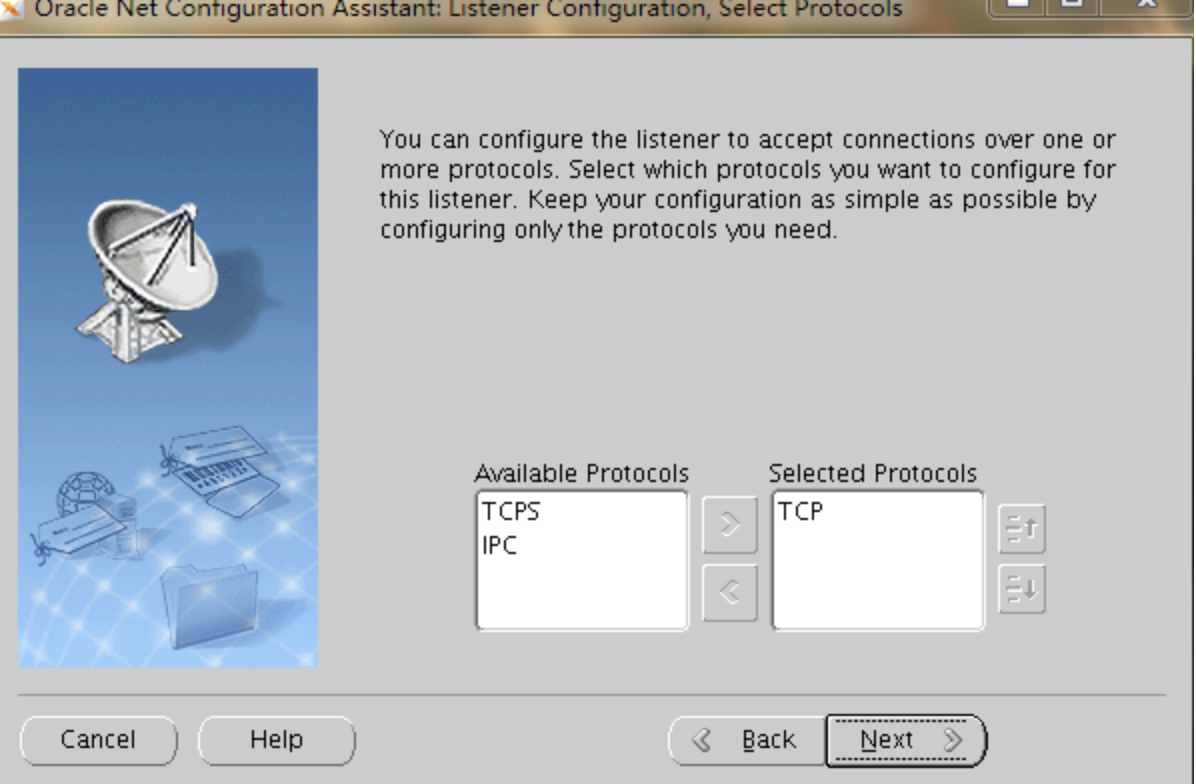 Oracle Net Configuration Assistant: Listener Configuration, Select Protocols
You can configure the listener to accept connections over one or
more protocols. Select which protocols you want to configure for
this listener. Keep your configuration as simple as possible by
configuring only the protocols you need.
Available Protocols
Selected Protocols
TCPS
TCP
IPC
Cancel
Help
Back
Next